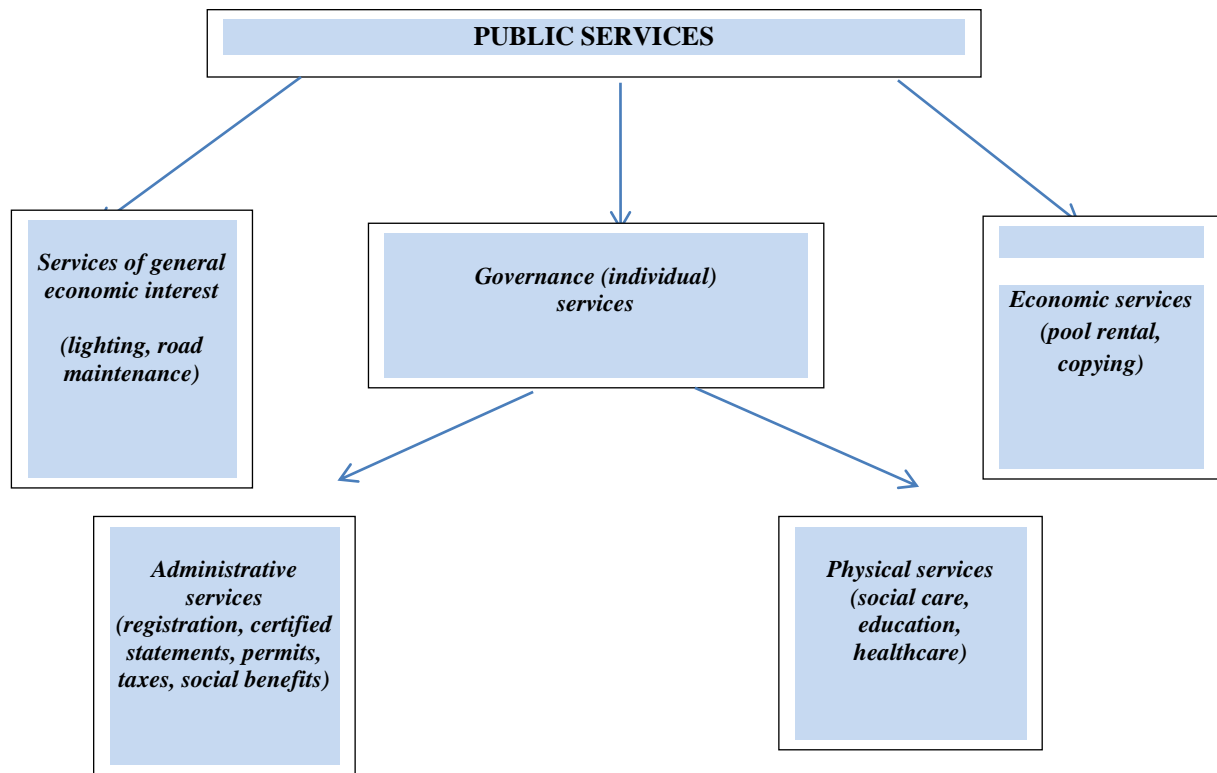 PUBLIC SERVICES
Services of general
economic interest
(lighting, road
maintenance)
Governance (individual)
services
Economic services
(pool rental,
copying)
Administrative
services
(registration, certified
statements, permits,
taxes, social benefits)
Physical services
(social care,
education,
healthcare)